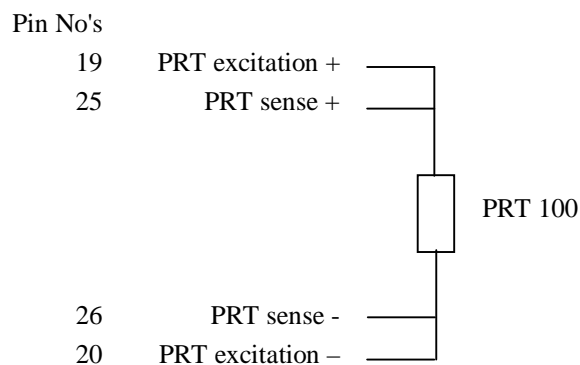 Pin No's
19 PRT excitation +
25 PRT sense +
PRT 100
26 PRT sense -
20 PRT excitation –